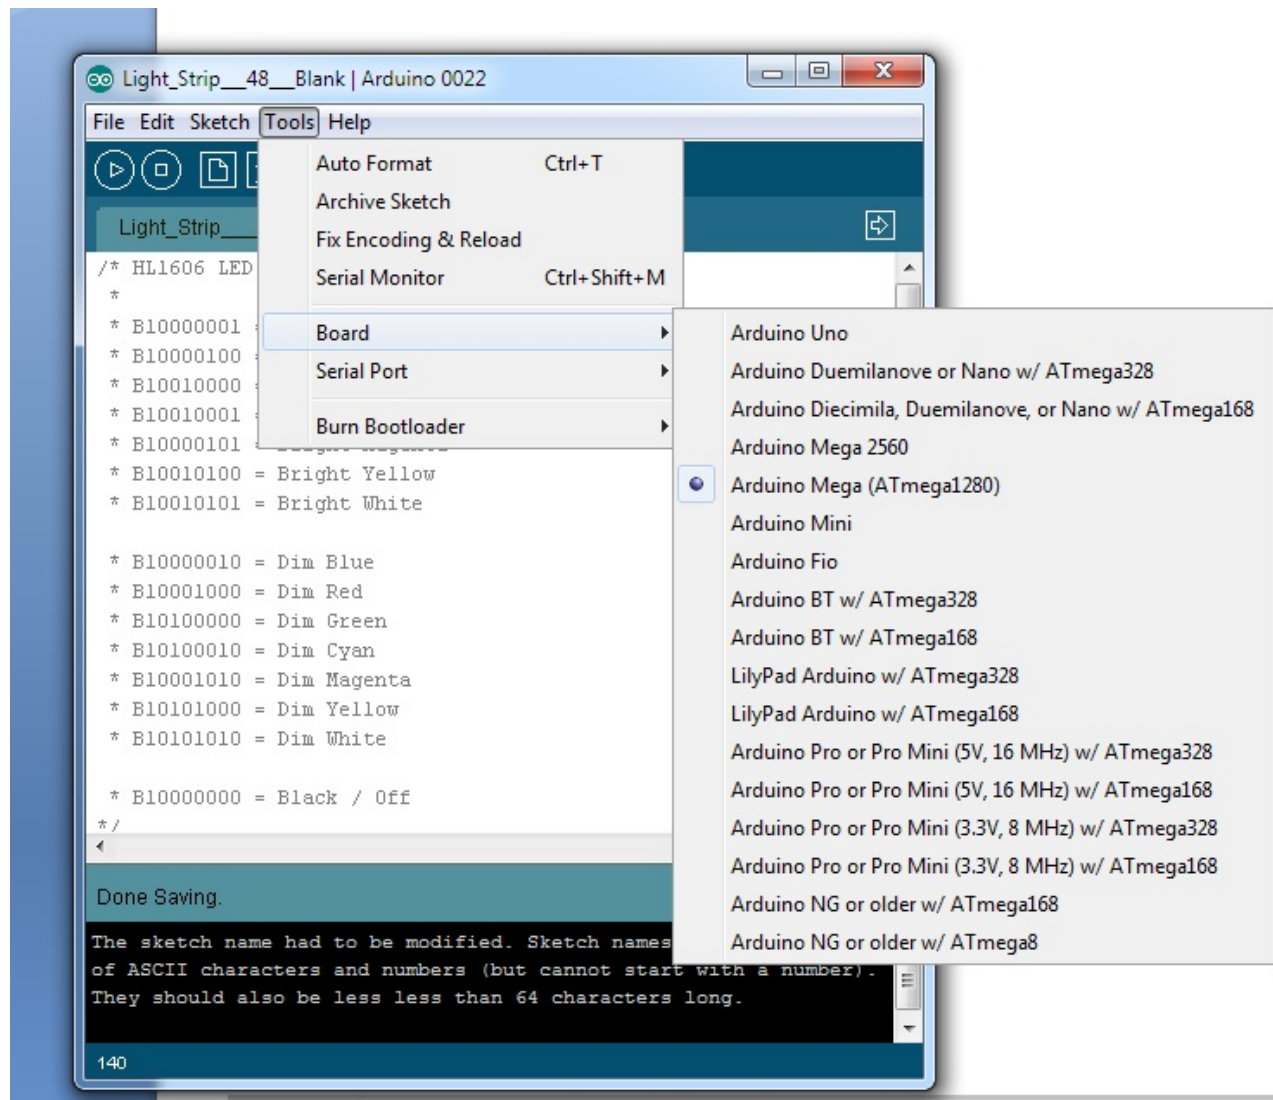 Light_Strip__48__Blank | Arduino 0022
File Edit Sketch Tools Help
Auto Format Ctrl+T
Archive Sketch
Light_Strip__
Fix Encoding & Reload
Serial Monitor Ctrl+Shift+M
Board
Serial Port
Burn Bootloader
Arduino Uno
Arduino Duemilanove or Nano w/ ATmega328
Arduino Diecimila, Duemilanove, or Nano w/ ATmega168
Arduino Mega 2560
Arduino Mega (ATmega1280)
Arduino Mini
Arduino Fio
Arduino BT w/ ATmega328
Arduino BT w/ ATmega168
LilyPad Arduino w/ ATmega328
LilyPad Arduino w/ ATmega168
Arduino Pro or Pro Mini (5V, 16 MHz) w/ ATmega328
Arduino Pro or Pro Mini (5V, 16 MHz) w/ ATmega168
Arduino Pro or Pro Mini (3.3V, 8 MHz) w/ ATmega328
Arduino Pro or Pro Mini (3.3V, 8 MHz) w/ ATmega168
Arduino NG or older w/ ATmega168
Arduino NG or older w/ ATmega8
/* HL1606 LED
*
* B10000001 =
* B10000100 =
* B10010000 =
* B10010001 =
* B10000101 =
* B10010100 = Bright Yellow
* B10010101 = Bright White
* B10000010 = Dim Blue
* B10001000 = Dim Red
* B10100000 = Dim Green
* B10100010 = Dim Cyan
* B10001010 = Dim Magenta
* B10101000 = Dim Yellow
* B10101010 = Dim White
* B10000000 = Black / Off
*/
Done Saving.
The sketch name had to be modified. Sketch names
of ASCII characters and numbers (but cannot start with a number).
They should also be less less than 64 characters long.
140